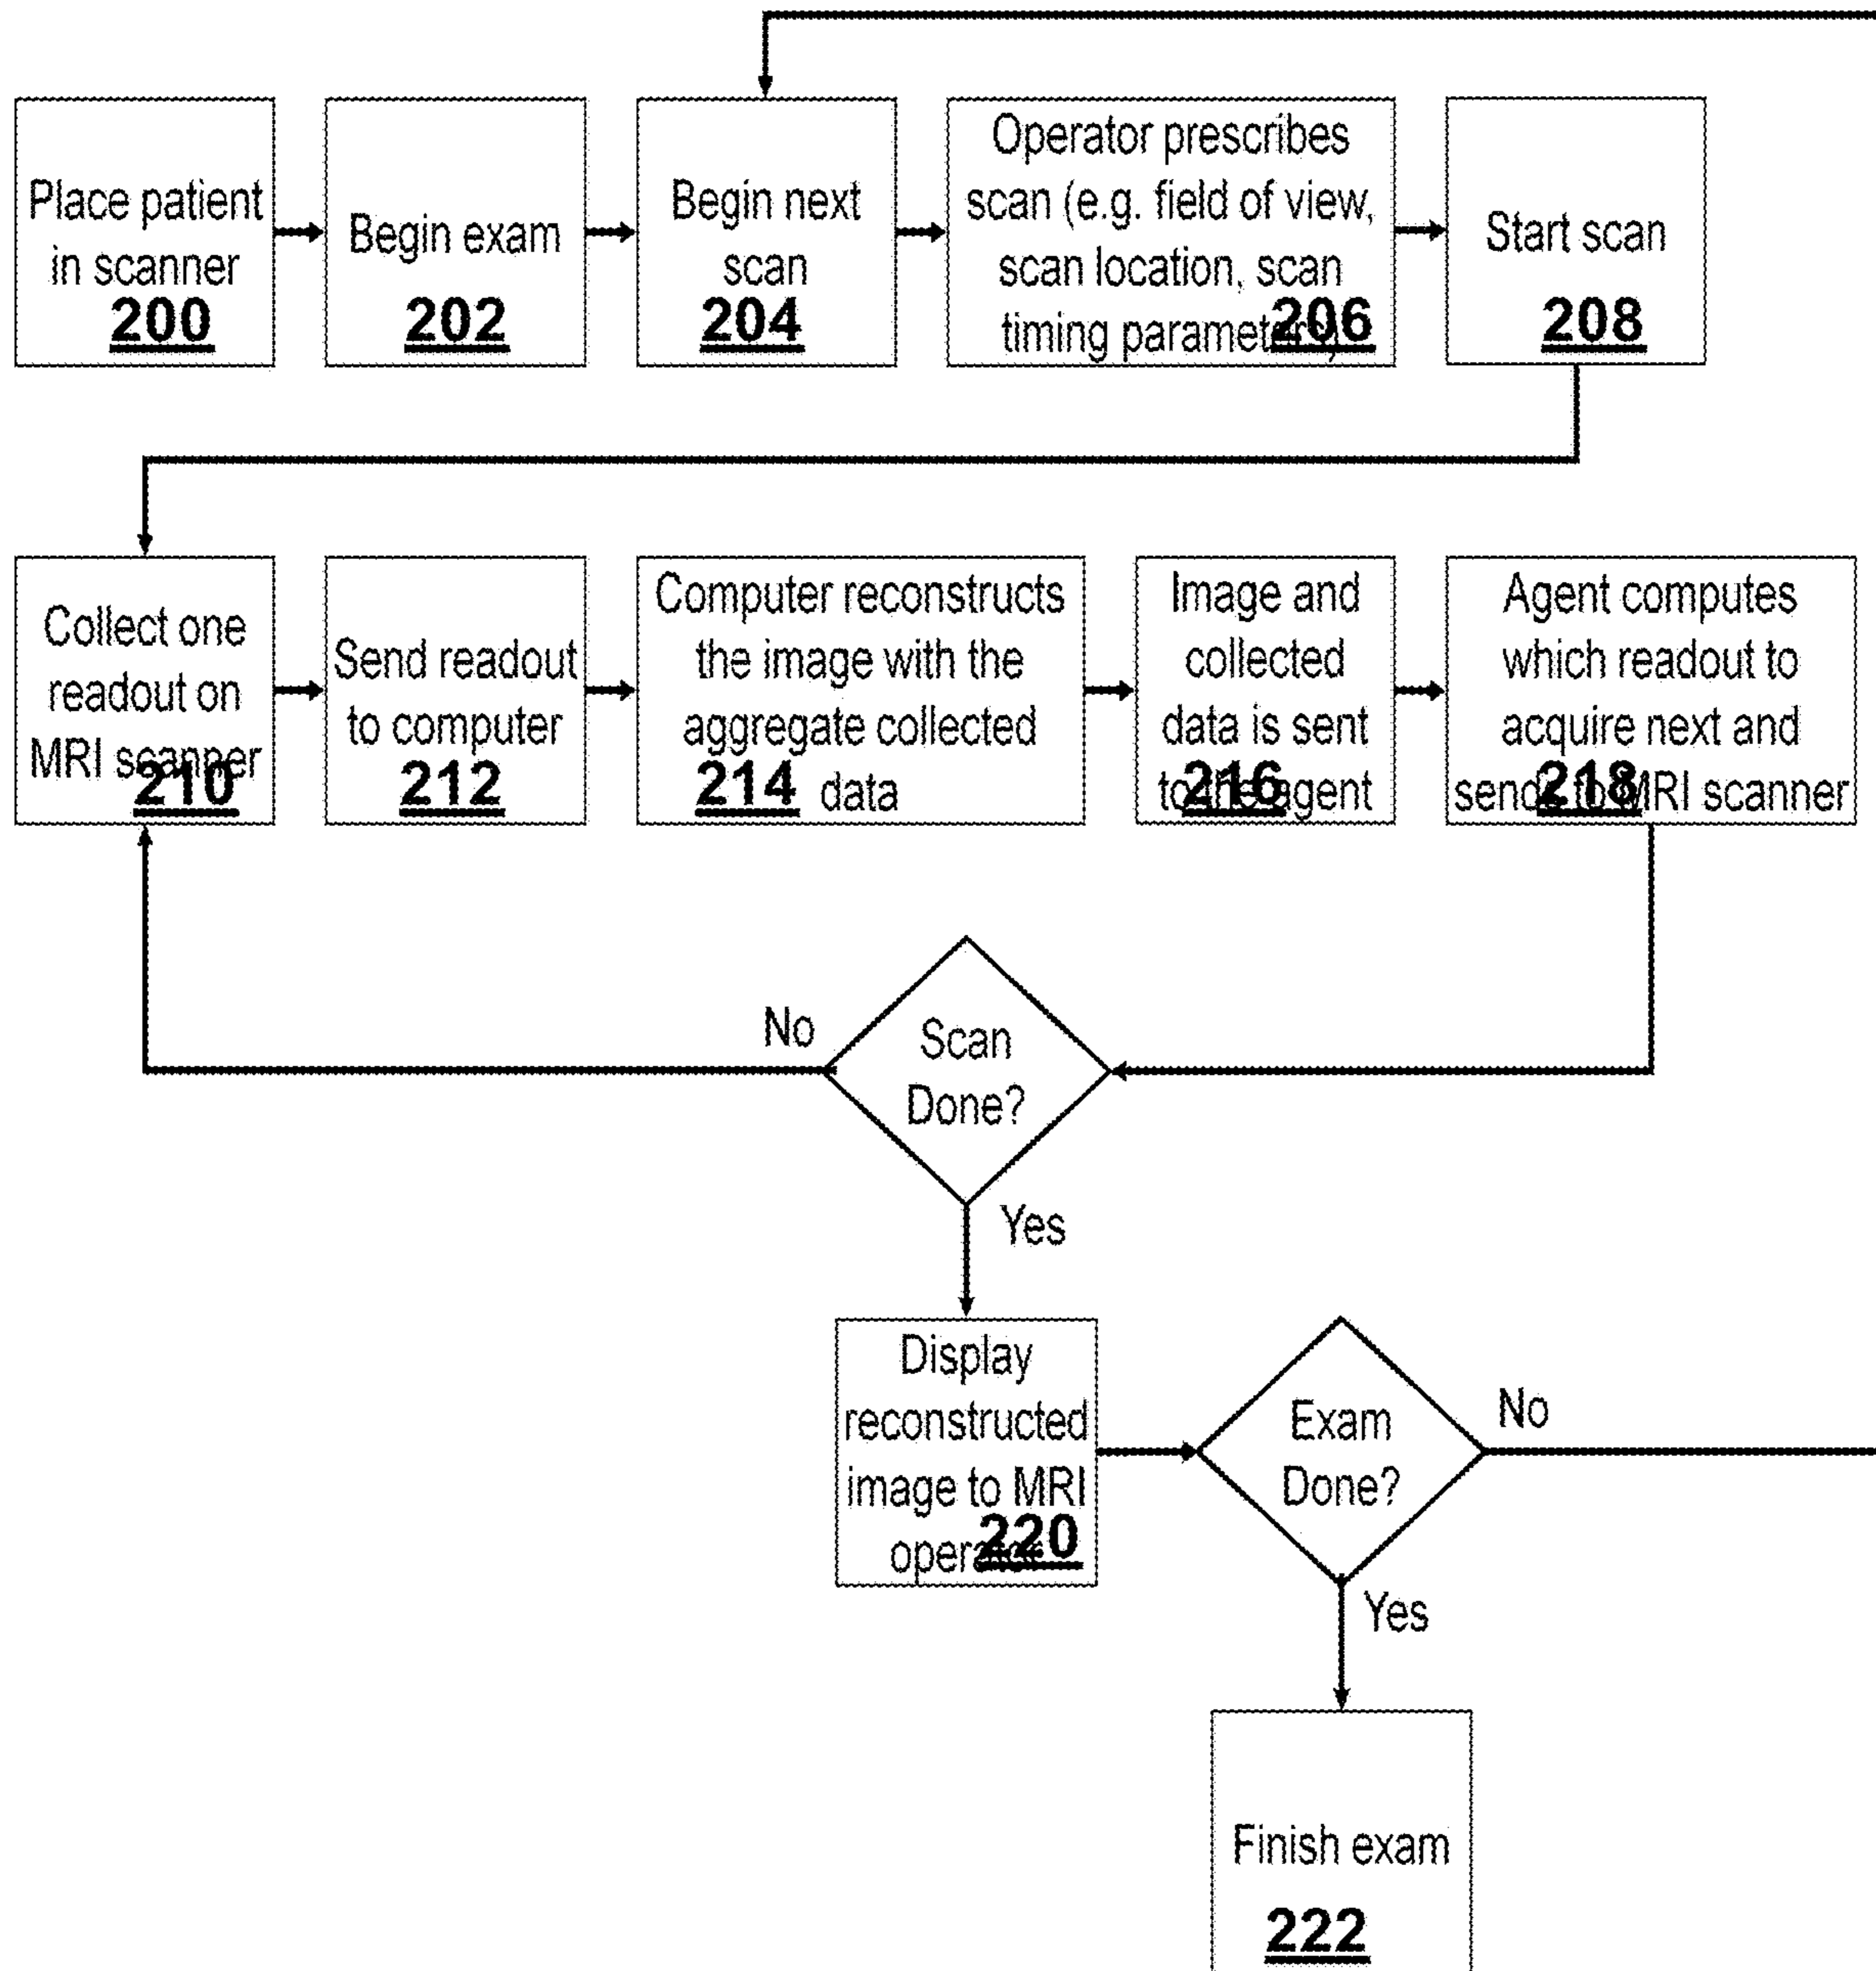 Place patient
in scanner
200
Begin exam
202
Begin next
scan
204
Operator prescribes
scan (e.g. field of view,
scan location, scan
timing parameters)
206
Start scan
208
Collect one
readout on
MRI scanner
210
Send readout
to computer
212
Computer reconstructs
the image with the
aggregate collected
data
214
Image and
collected
data is sent
to the agent
216
Agent computes
which readout to
acquire next and
sends to MRI scanner
218
No
Scan
Done?
Yes
Display
reconstructed
image to MRI
operator
220
Exam
Done?
No
Yes
Finish exam
222